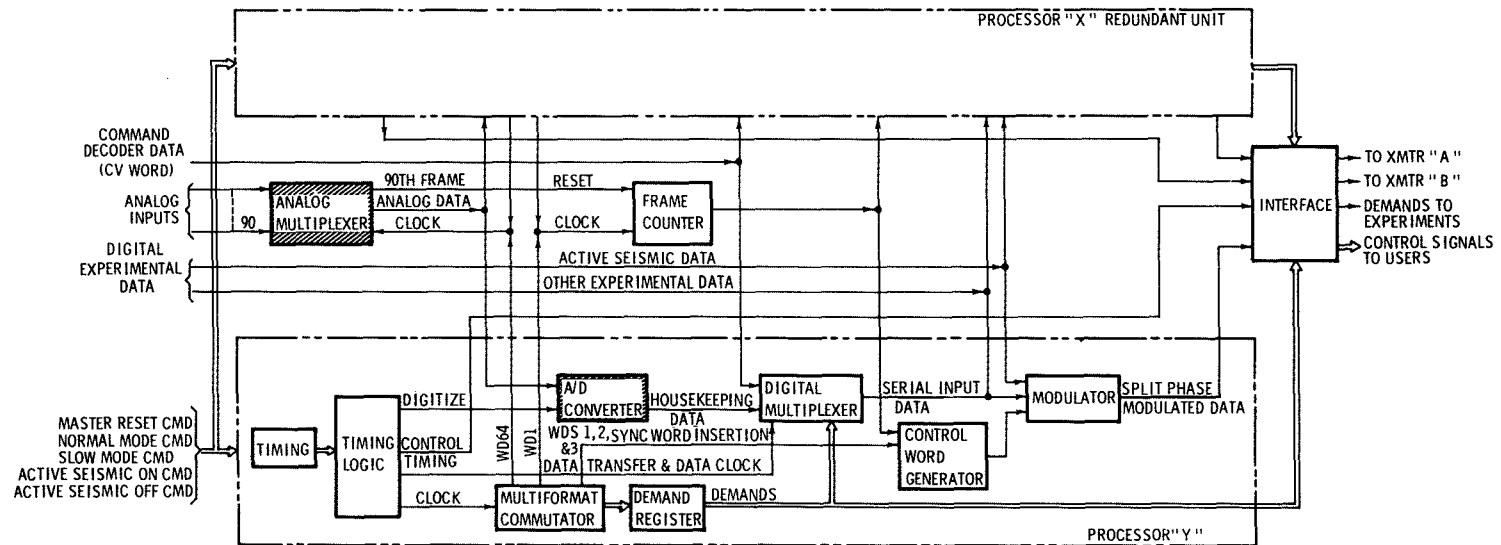 PROCESSOR "X" REDUNDANT UNIT
COMMAND
DECODER DATA
(CV WORD)
ANALOG
INPUTS
90
ANALOG
MULTIPLEXER
90TH FRAME
ANALOG DATA
CLOCK
RESET
CLOCK
FRAME
COUNTER
INTERFACE
TO XMTR "A"
TO XMTR "B"
DEMANDS TO
EXPERIMENTS
CONTROL SIGNALS
TO USERS
DIGITAL
EXPERIMENTAL
DATA
ACTIVE SEISMIC DATA
OTHER EXPERIMENTAL DATA
MASTER RESET CMD
NORMAL MODE CMD
SLOW MODE CMD
ACTIVE SEISMIC ON CMD
ACTIVE SEISMIC OFF CMD
TIMING
TIMING
LOGIC
DIGITIZE
CONTROL
TIMING
CLOCK
WD64
WD1
A/D
CONVERTER
HOUSEKEEPING
DATA
WDS 1, 2, SYNC WORD INSERTION
&3
DATA TRANSFER & DATA CLOCK
MULTIFORMAT
COMMUTATOR
DEMAND
REGISTER
DEMANDS
DIGITAL
MULTIPLEXER
SERIAL INPUT
DATA
CONTROL
WORD
GENERATOR
MODULATOR
SPLIT PHASE
MODULATED DATA
PROCESSOR "Y"